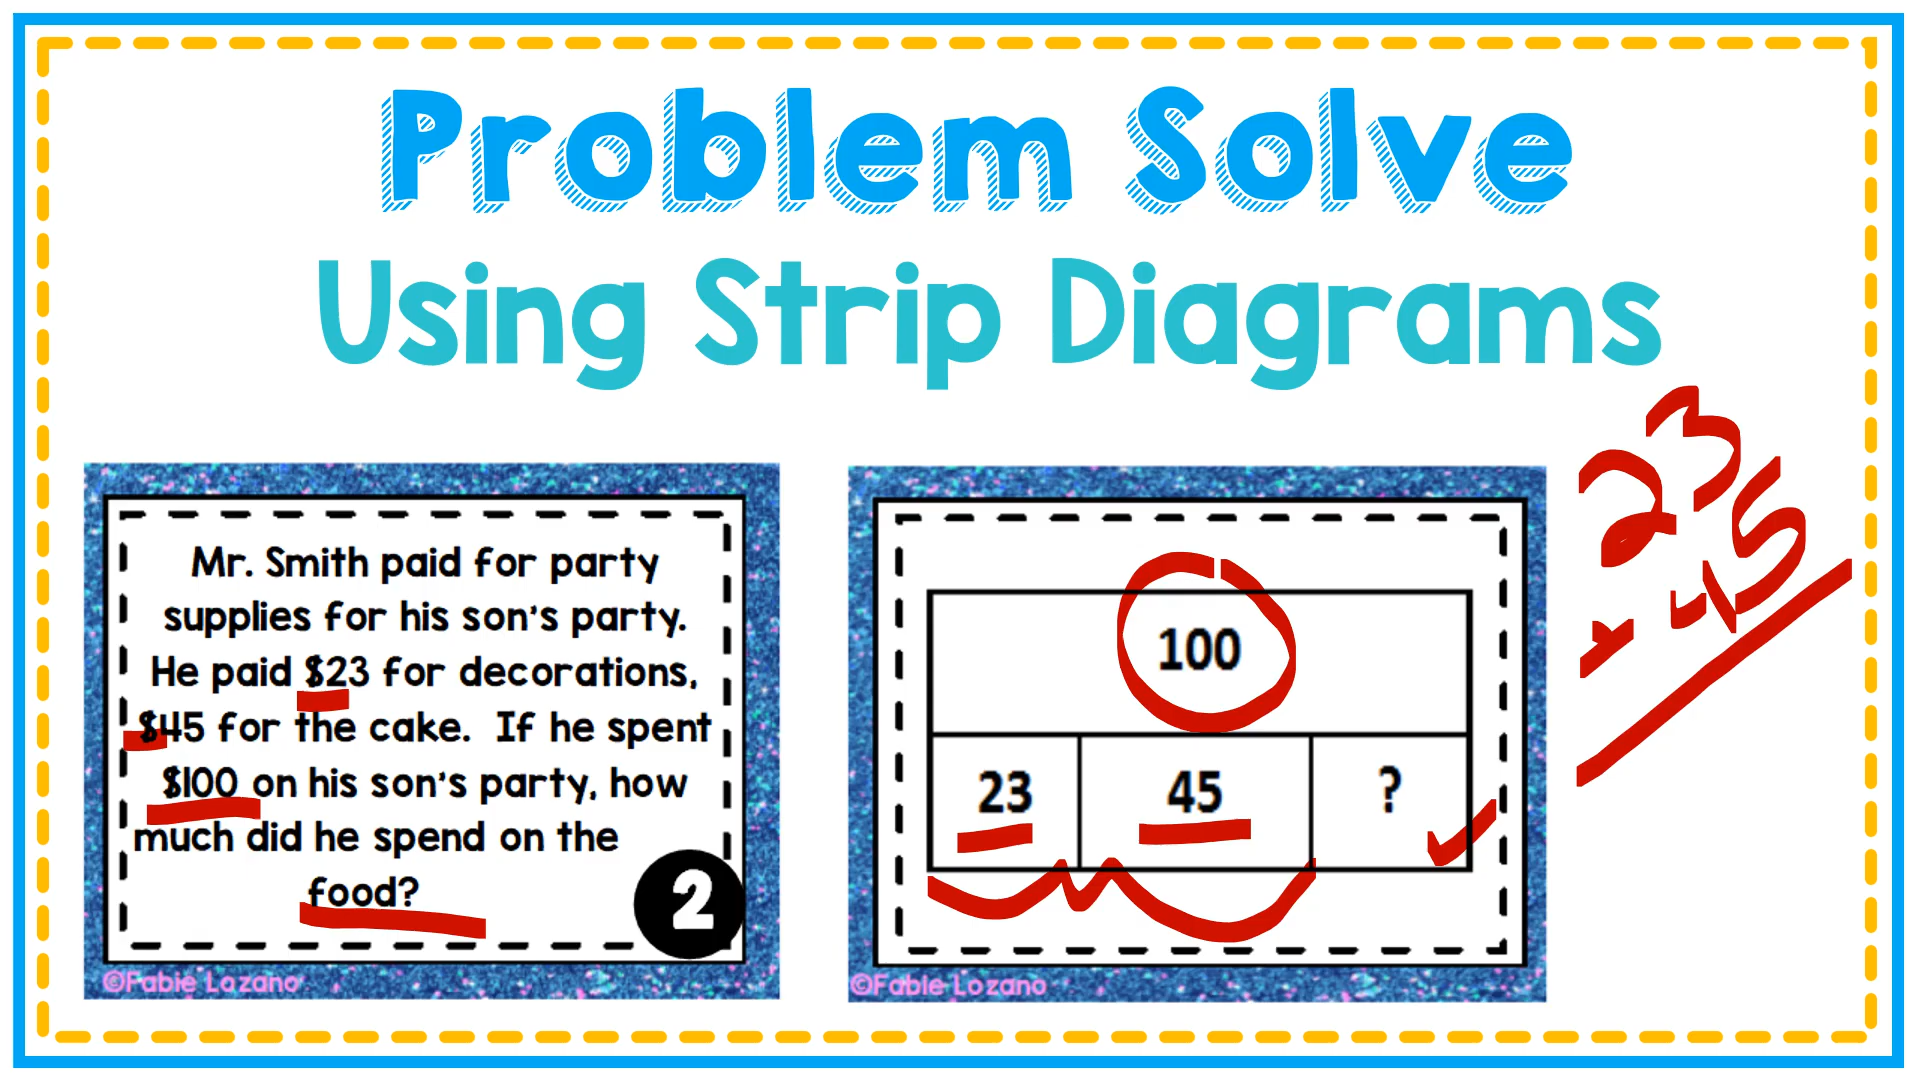 Problem Solve
Using Strip Diagrams
Mr. Smith paid for party
supplies for his son's party.
He paid $23 for decorations,
$45 for the cake.  If he spent
$100 on his son's party, how
much did he spend on the
food?
2
©Fabie Lozano
100
23 45 ?
©Fabie Lozano
23
+ 45